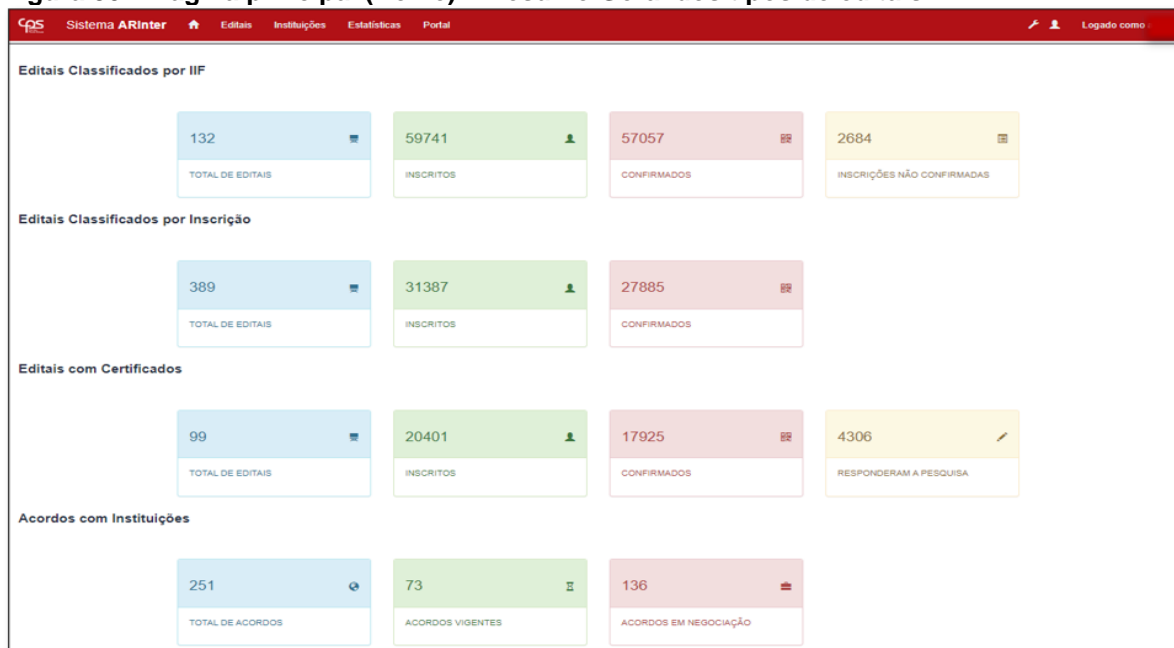 cps Sistema ARInter Editais Instituições Estatísticas Portal Logado como
Editais Classificados por IIF
132 59741 57057 2684
TOTAL DE EDITAIS INSCRITOS CONFIRMADOS INSCRIÇÕES NÃO CONFIRMADAS
Editais Classificados por Inscrição
389 31387 27885
TOTAL DE EDITAIS INSCRITOS CONFIRMADOS
Editais com Certificados
99 20401 17925 4306
TOTAL DE EDITAIS INSCRITOS CONFIRMADOS RESPONDERAM A PESQUISA
Acordos com Instituições
251 73 136
TOTAL DE ACORDOS ACORDOS VIGENTES ACORDOS EM NEGOCIAÇÃO